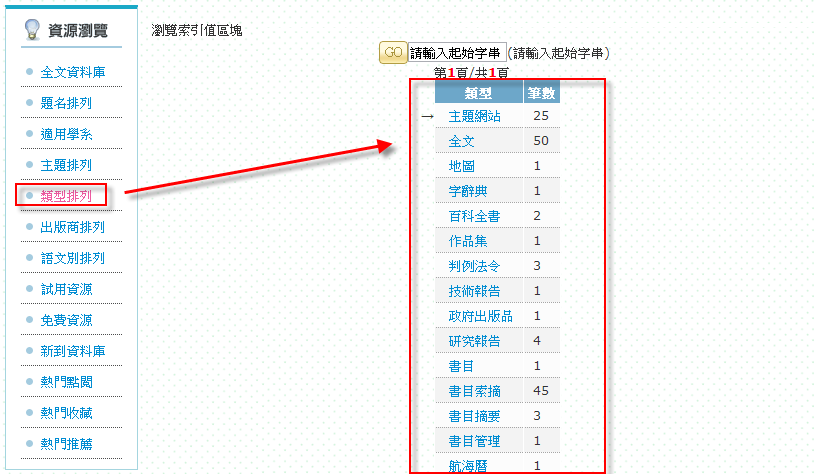 資源瀏覽
全文資料庫
題名排列
適用學系
主題排列
類型排列
出版商排列
語文別排列
試用資源
免費資源
新到資料庫
熱門點閱
熱門收藏
熱門推薦
瀏覽索引值區塊
GO 請輸入起始字串 (請輸入起始字串)
第1頁/共1頁
類型 筆數
→ 主題網站 25
全文 50
地圖 1
字辭典 1
百科全書 2
作品集 1
判例法令 3
技術報告 1
政府出版品 1
研究報告 4
書目 1
書目索摘 45
書目摘要 3
書目管理 1
航海曆 1